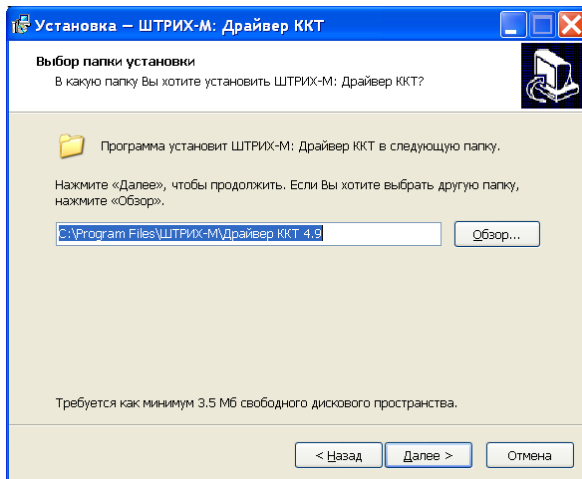 Установка — ШТРИХ-М: Драйвер ККТ
Выбор папки установки
В какую папку Вы хотите установить ШТРИХ-М: Драйвер ККТ?
Программа установит ШТРИХ-М: Драйвер ККТ в следующую папку.
Нажмите «Далее», чтобы продолжить. Если Вы хотите выбрать другую папку,
нажмите «Обзор».
C:\Program Files\ШТРИХ-М\Драйвер ККТ 4.9
Обзор...
Требуется как минимум 3.5 Мб свободного дискового пространства.
< Назад
Далее >
Отмена